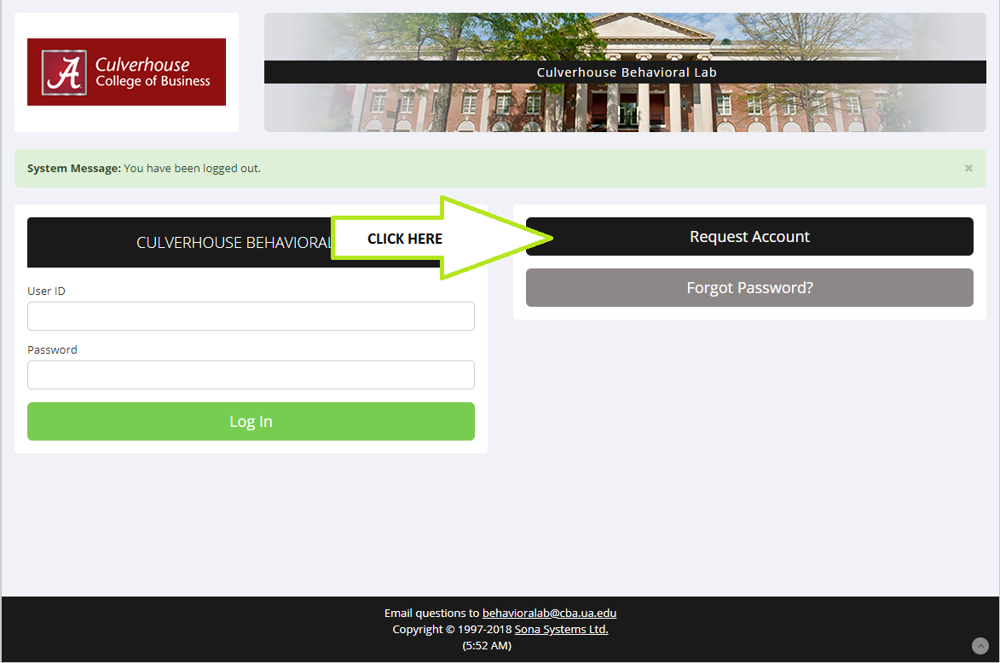 A
Culverhouse
College of Business
Culverhouse Behavioral Lab
System Message: You have been logged out.
×
CULVERHOUSE BEHAVIORAL
CLICK HERE
Request Account
Forgot Password?
User ID
Password
Log In
Email questions to behavioralab@cba.ua.edu
Copyright © 1997-2018 Sona Systems Ltd.
(5:52 AM)